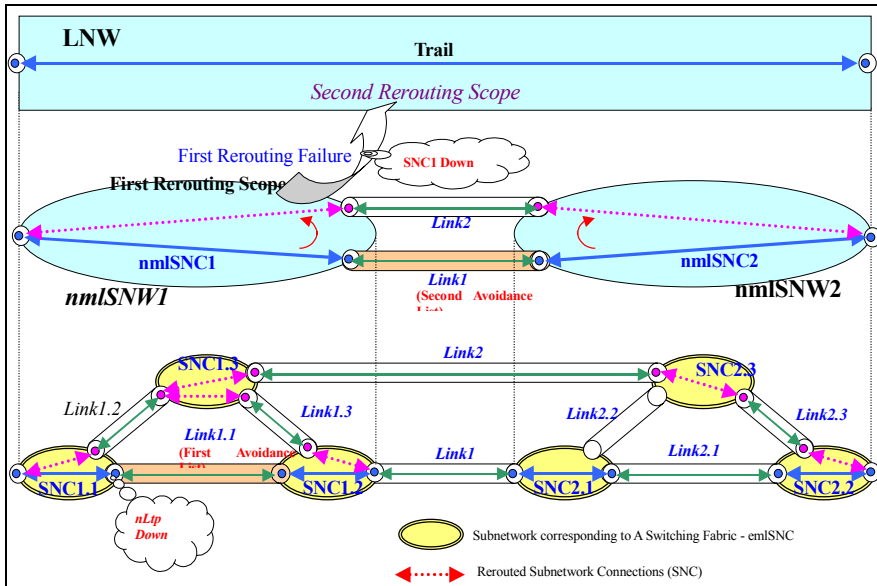 LNW
Trail
Second Rerouting Scope
First Rerouting Failure
SNC1 Down
First Rerouting Scope
Link2
nmlSNC1
Link1
nmlSNC2
(Second Avoidance
List)
nmlSNW1
nmlSNW2
SNC1.3
Link2
SNC2.3
Link1.2
Link1.3
Link2.2
Link2.3
Link1.1
(First Avoidance
List)
Link1
Link2.1
SNC1.1
SNC1.2
SNC2.1
SNC2.2
nLtp
Down
Subnetwork corresponding to A Switching Fabric - emlSNC
Rerouted Subnetwork Connections (SNC)